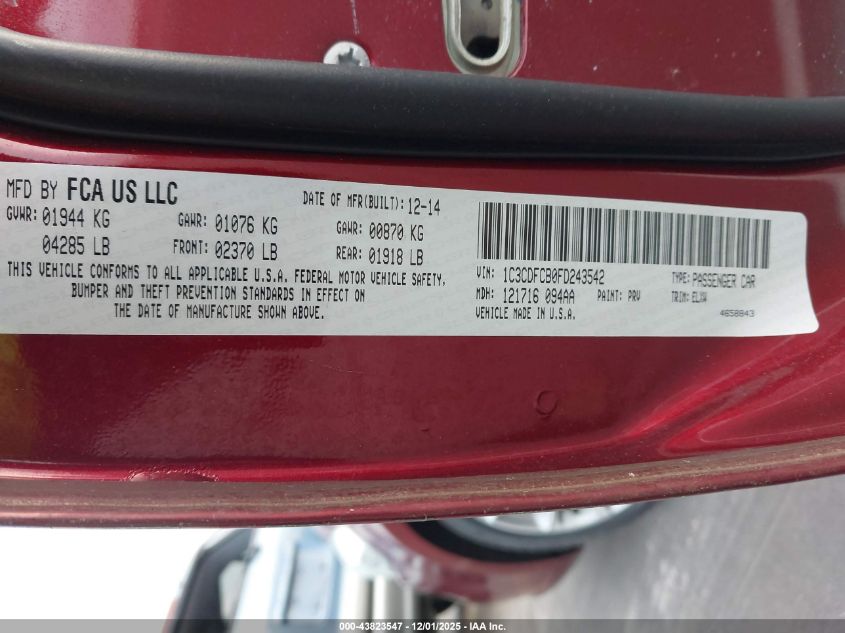 MFD BY FCA US LLC
DATE OF MFR(BUILT): 12-14
GVWR: 01944 KG GAWR: 01076 KG GAWR: 00870 KG
04285 LB FRONT: 02370 LB REAR: 01918 LB
THIS VEHICLE CONFORMS TO ALL APPLICABLE U.S.A. FEDERAL MOTOR VEHICLE SAFETY,
BUMPER AND THEFT PREVENTION STANDARDS IN EFFECT ON
THE DATE OF MANUFACTURE SHOWN ABOVE.
VIN: 1C3CDFCB0FD243542 TYPE: PASSENGER CAR
MDH: 121716 094AA PAINT: PRV TRIM: ELXW
VEHICLE MADE IN U.S.A. 4658843
000-43823547 - 12/01/2025 - IAA Inc.